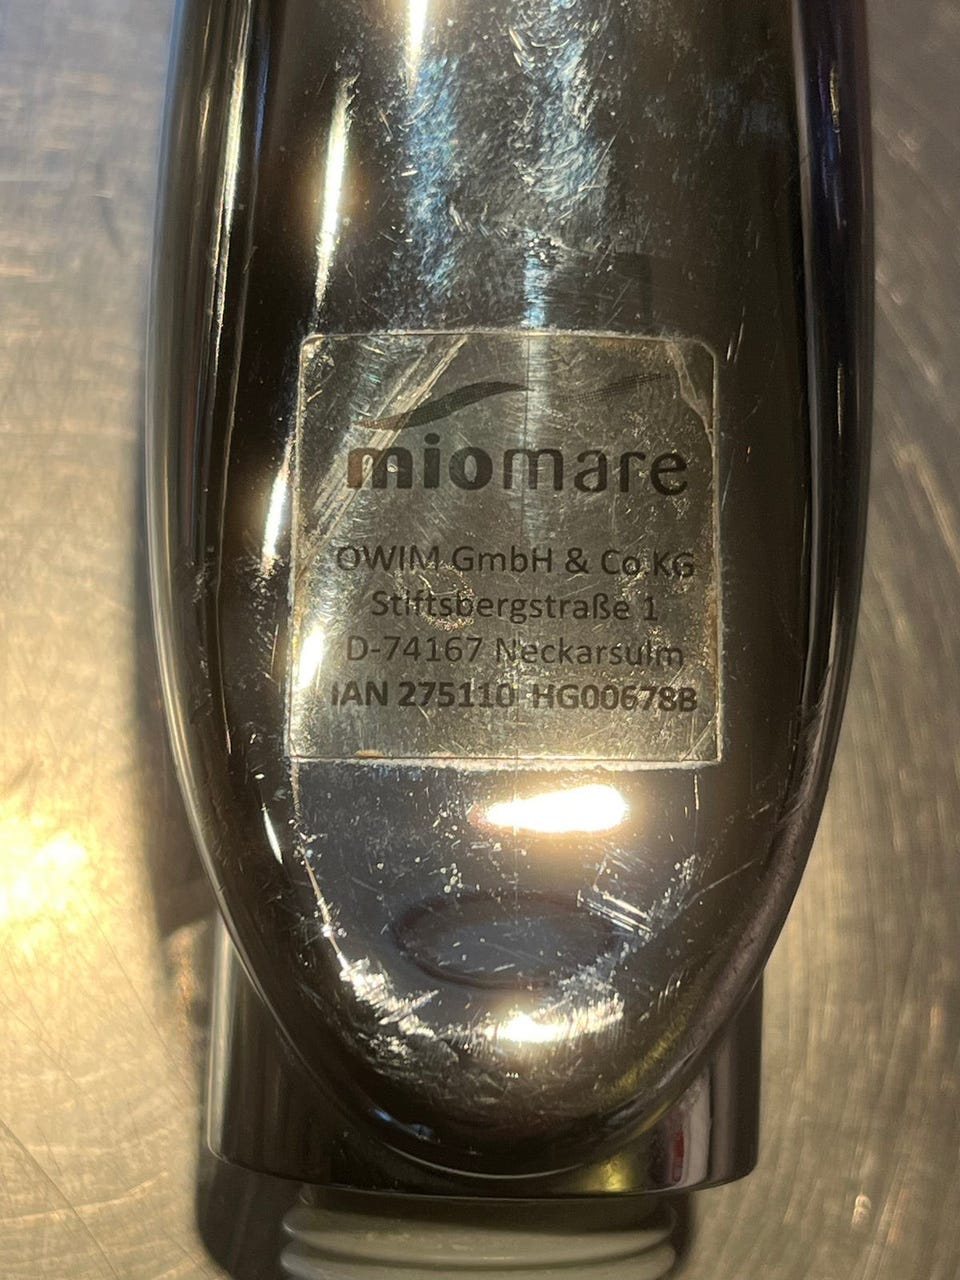 miomare
OWIM GmbH & Co.KG
Stiftsbergstraße 1
D-74167 Neckarsulm
IAN 275110 HG00678B